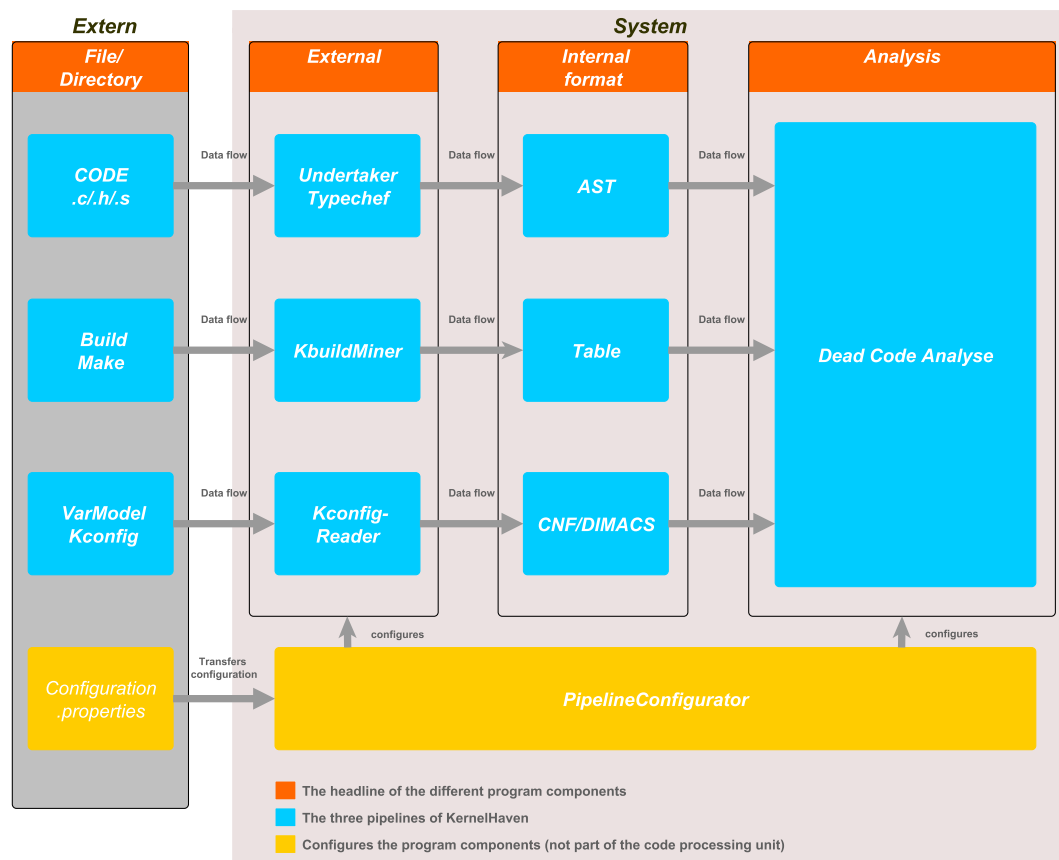 Extern
System
File/
Directory
External
Internal
format
Analysis
CODE
.c/.h/.s
Data flow
Undertaker
Typechef
Data flow
AST
Data flow
Dead Code Analyse
Build
Make
Data flow
KbuildMiner
Data flow
Table
Data flow
VarModel
Kconfig
Data flow
Kconfig-
Reader
Data flow
CNF/DIMACS
Data flow
configures
configures
Configuration
.properties
Transfers
configuration
PipelineConfigurator
The headline of the different program components
The three pipelines of KernelHaven
Configures the program components (not part of the code processing unit)